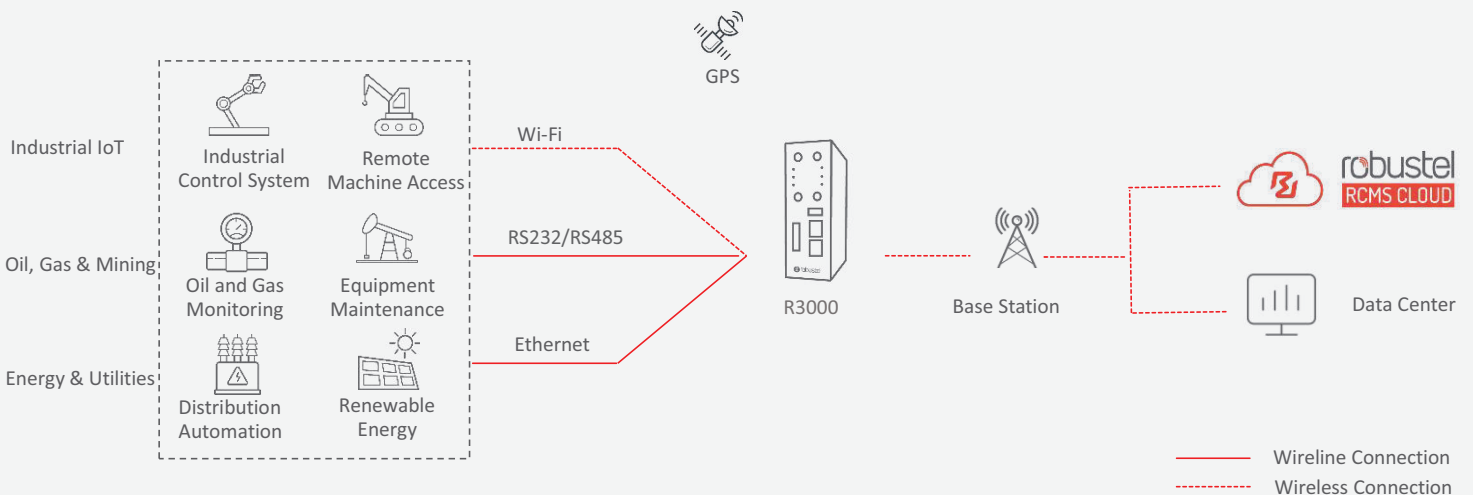 GPS
Industrial IoT
Industrial
Control System
Remote
Machine Access
Wi-Fi
Oil, Gas & Mining
Oil and Gas
Monitoring
Equipment
Maintenance
RS232/RS485
Energy & Utilities
Distribution
Automation
Renewable
Energy
Ethernet
robustel
R3000
Base Station
robustel
RCMS CLOUD
Data Center
Wireline Connection
Wireless Connection